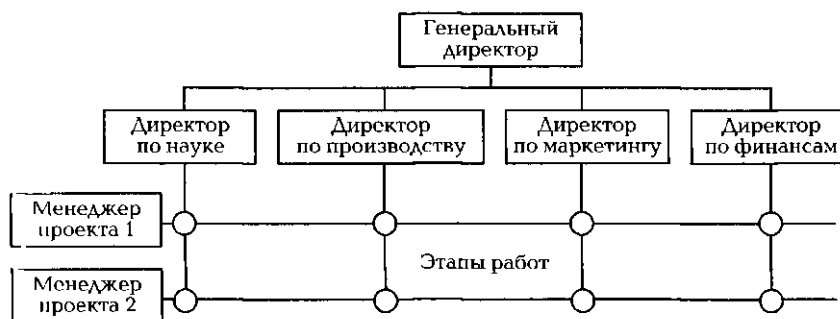 Генеральный
директор
Директор
по науке
Директор
по производству
Директор
по маркетингу
Директор
по финансам
Менеджер
проекта 1
Этапы работ
Менеджер
проекта 2